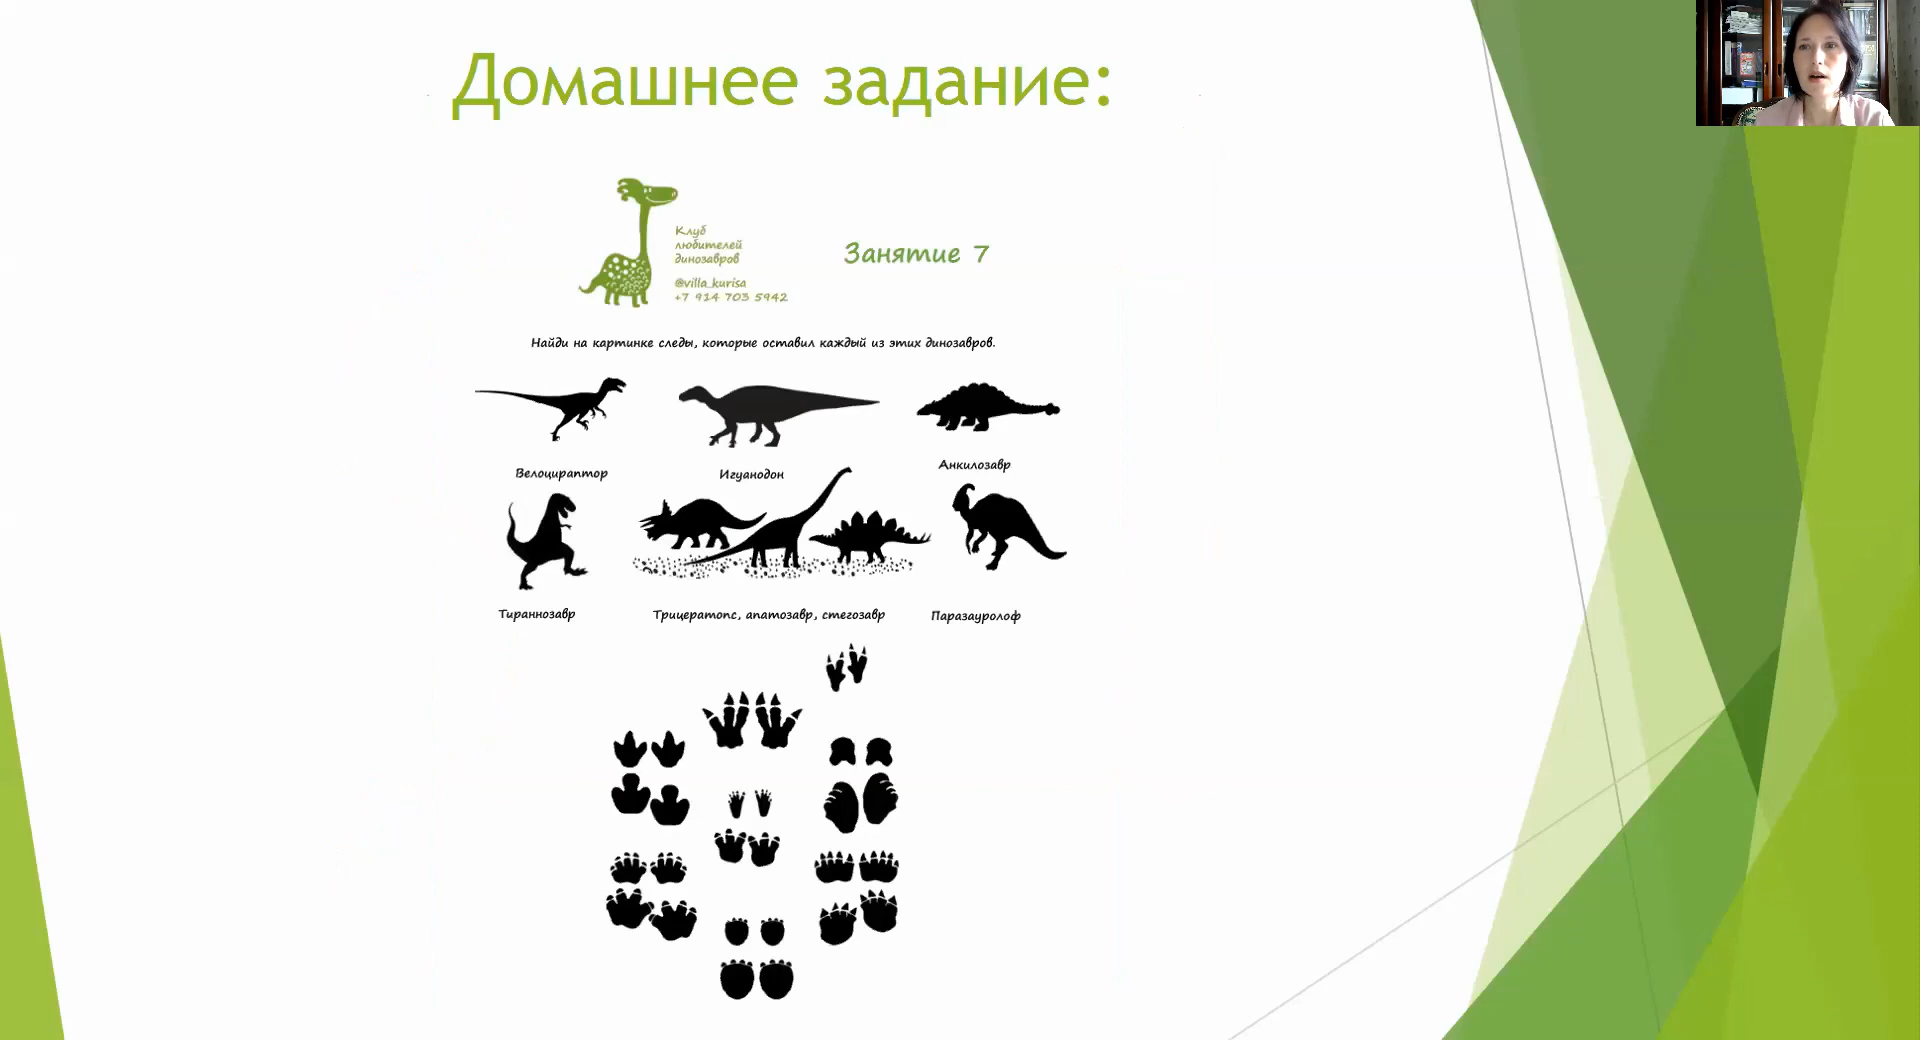 Домашнее задание:
Клуб
любителей
динозавров
@villa_kurisa
+7 914 703 5942
Занятие 7
Найди на картинке следы, которые оставил каждый из этих динозавров.
Велоцираптор
Игуанодон
Анкилозавр
Тираннозавр
Трицератопс, апатозавр, стегозавр
Паразауролоф